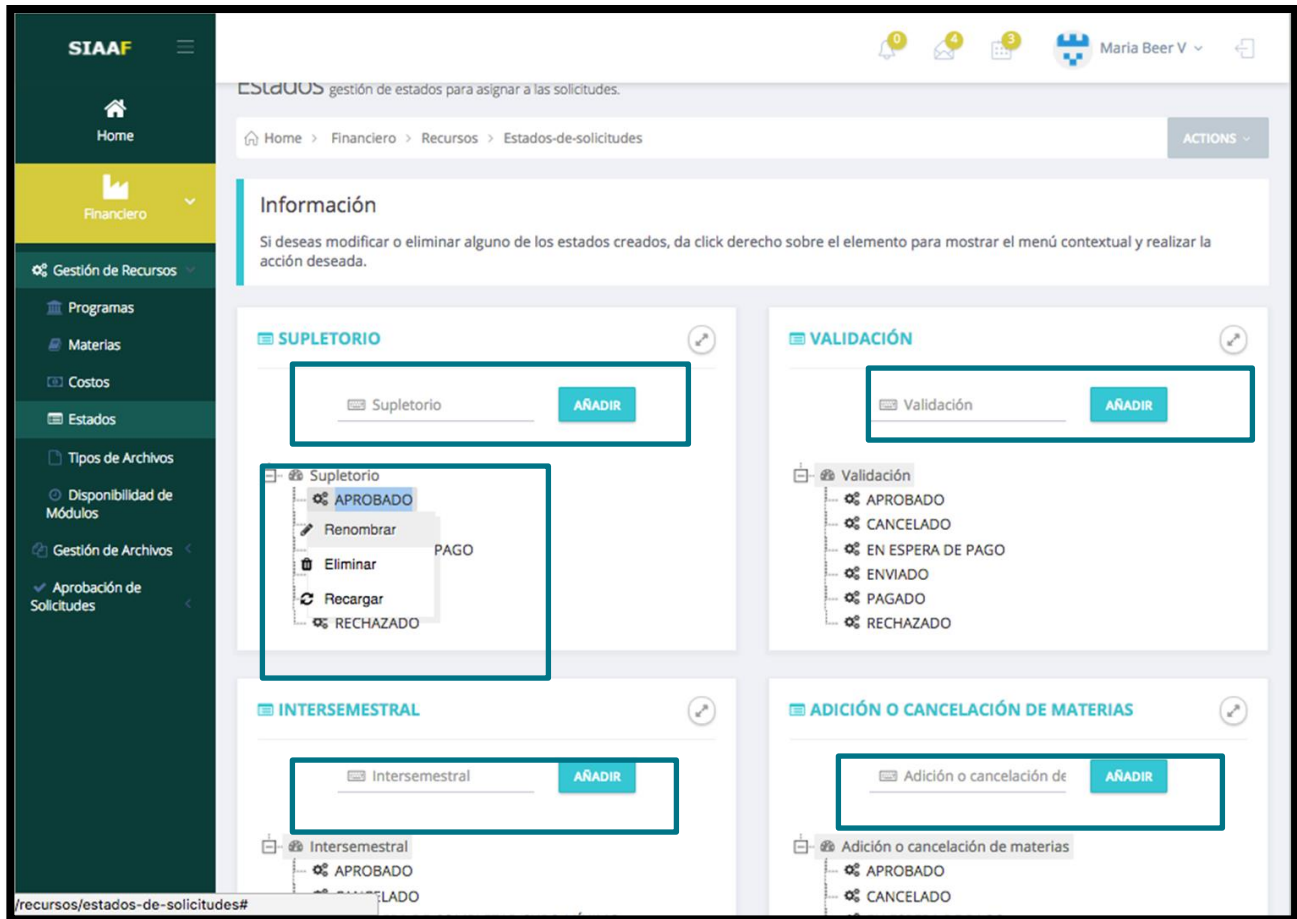 SIAAF
0
4
3
Maria Beer V
Estados gestión de estados para asignar a las solicitudes.
Home
Home > Financiero > Recursos > Estados-de-solicitudes
ACTIONS
Financiero
Información
Si deseas modificar o eliminar alguno de los estados creados, da click derecho sobre el elemento para mostrar el menú contextual y realizar la
acción deseada.
Gestión de Recursos
Programas
Materias
Costos
Estados
Tipos de Archivos
Disponibilidad de
Módulos
Gestión de Archivos
Aprobación de
Solicitudes
SUPLETORIO
Supletorio
AÑADIR
Supletorio
APROBADO
Renombrar
PAGO
Eliminar
Recargar
RECHAZADO
VALIDACIÓN
Validación
AÑADIR
Validación
APROBADO
CANCELADO
EN ESPERA DE PAGO
ENVIADO
PAGADO
RECHAZADO
INTERSEMESTRAL
Intersemestral
AÑADIR
Intersemestral
APROBADO
ELADO
ADICIÓN O CANCELACIÓN DE MATERIAS
Adición o cancelación de
AÑADIR
Adición o cancelación de materias
APROBADO
CANCELADO
/recursos/estados-de-solicitudes#